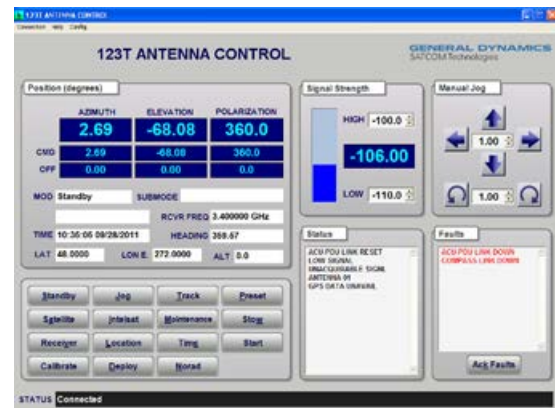 123T ANTENNA CONTROL
Connection Help Config
123T ANTENNA CONTROL
GENERAL DYNAMICS
SATCOM Technologies
Position (degrees)
AZIMUTH ELEVATION POLARIZATION
2.69 -68.08 360.0
CMD 2.69 -68.08 360.0
OFF 0.00 0.00 0.0
MOD Standby SUBMODE
RCVR FREQ 3.400000 GHz
TIME 10:36:06 09/28/2011 HEADING 359.57
LAT 48.0000 LON E. 272.0000 ALT 0.0
Signal Strength
HIGH -100.0
-106.00
LOW -110.0
Manual Jog
1.00
1.00
Status
ACU PDU LINK RESET
LOW SIGNAL
UNACQUIRABLE SIGNL
ANTENNA 01
GPS DATA UNAVAIL
Faults
ACU PDU LINK DOWN
COMPASS LINK DOWN
Ack Faults
Standby Jog Track Preset
Satellite Intelsat Maintenance Stow
Receiver Location Time Start
Calibrate Deploy Norad
STATUS Connected